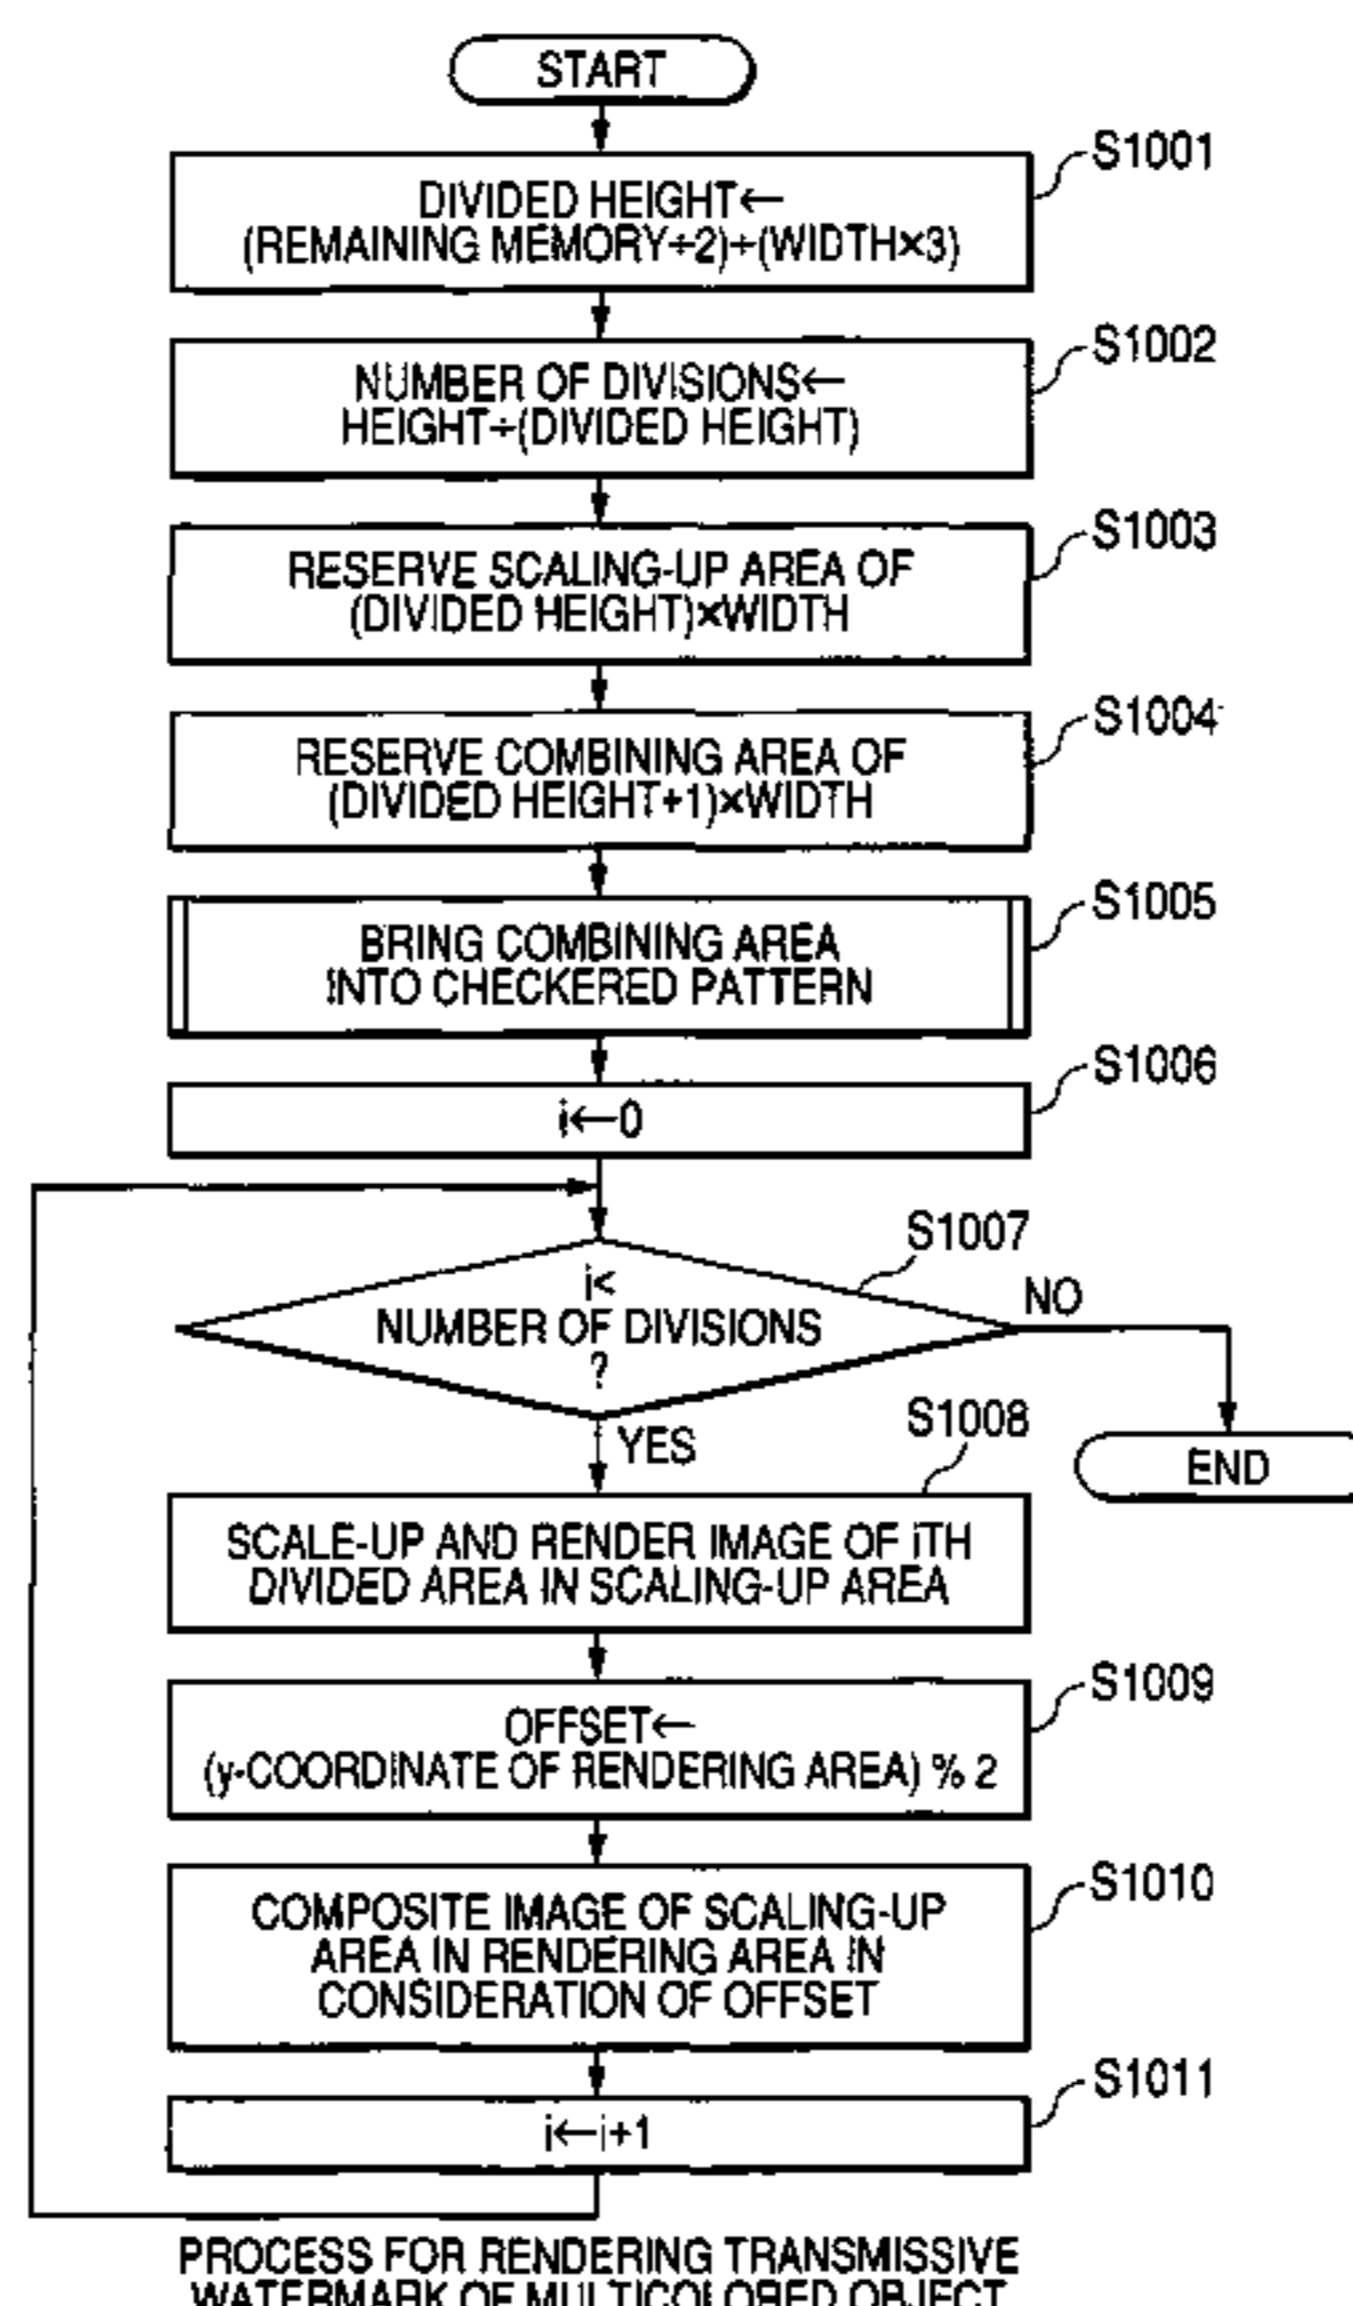 START
S1001
DIVIDED HEIGHT←
(REMAINING MEMORY÷2)÷(WIDTH×3)
S1002
NUMBER OF DIVISIONS←
HEIGHT÷(DIVIDED HEIGHT)
S1003
RESERVE SCALING-UP AREA OF
(DIVIDED HEIGHT)×WIDTH
S1004
RESERVE COMBINING AREA OF
(DIVIDED HEIGHT+1)×WIDTH
S1005
BRING COMBINING AREA
INTO CHECKERED PATTERN
S1006
i←0
S1007
i<
NUMBER OF DIVISIONS
?
NO
YES
END
S1008
SCALE-UP AND RENDER IMAGE OF iTH
DIVIDED AREA IN SCALING-UP AREA
S1009
OFFSET←
(y-COORDINATE OF RENDERING AREA) % 2
S1010
COMPOSITE IMAGE OF SCALING-UP
AREA IN RENDERING AREA IN
CONSIDERATION OF OFFSET
S1011
i←i+1
PROCESS FOR RENDERING TRANSMISSIVE
WATERMARK OF MULTICOLORED OBJECT